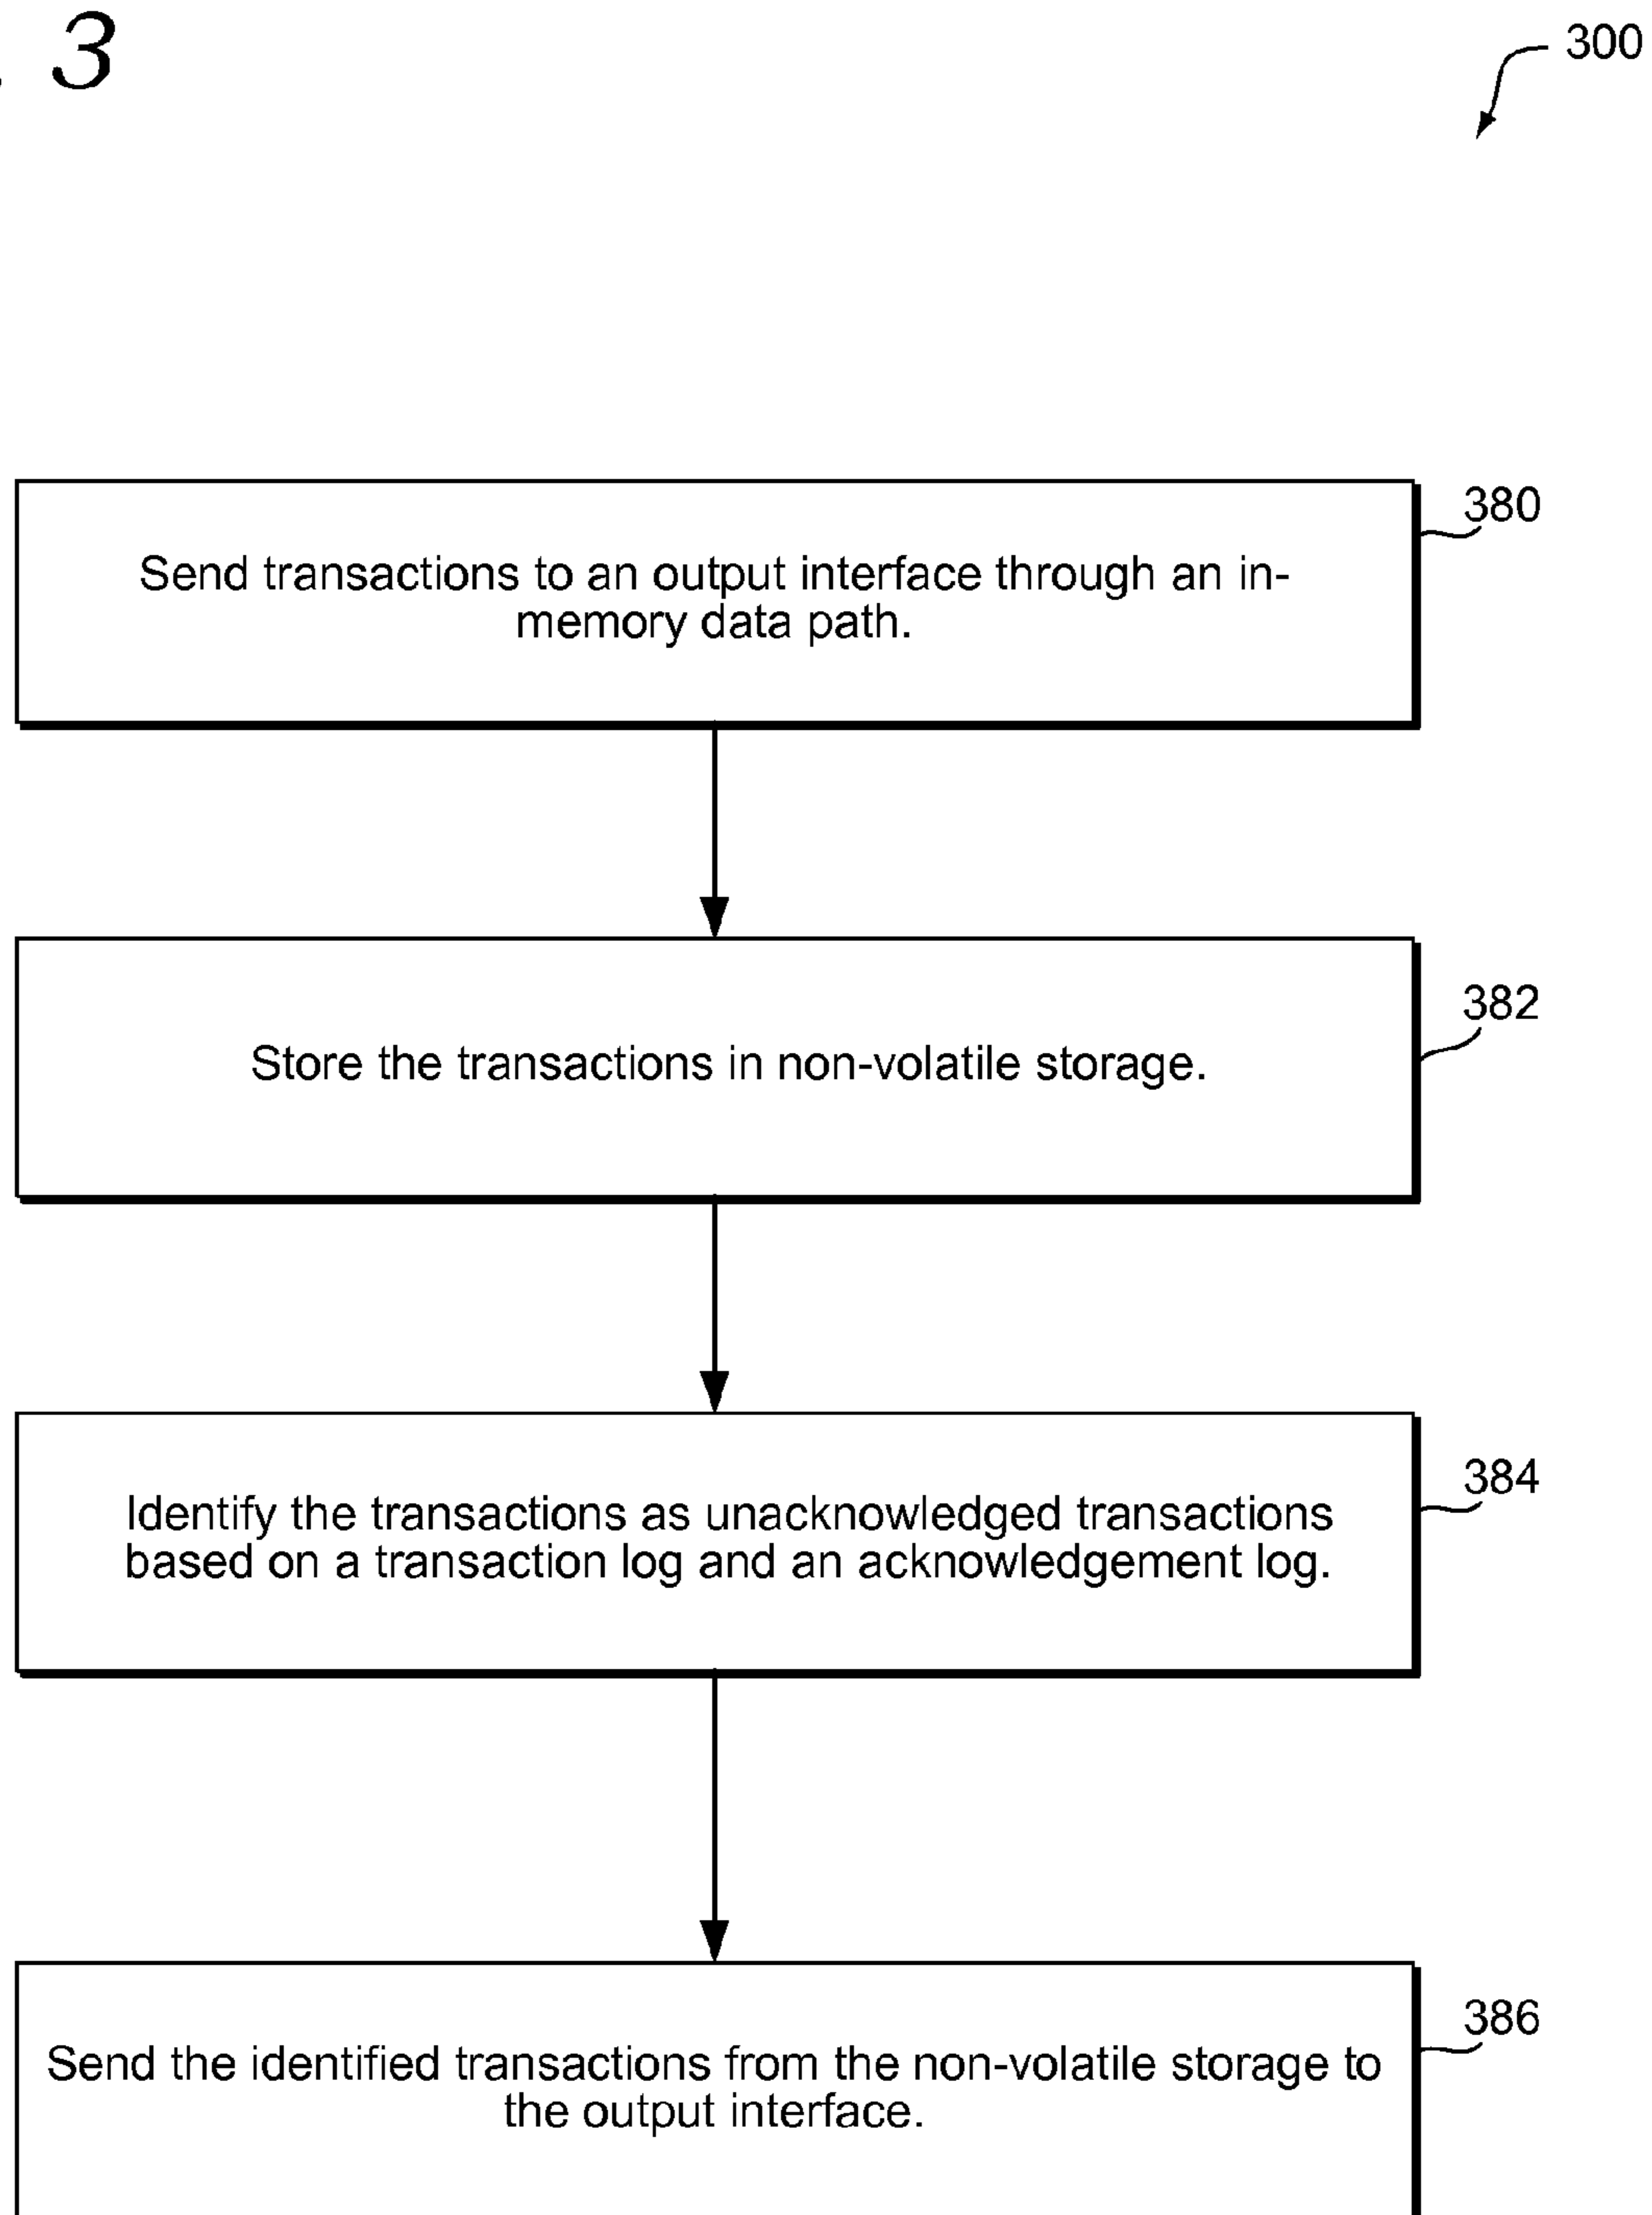 . 3
300
380
Send transactions to an output interface through an in-
memory data path.
382
Store the transactions in non-volatile storage.
384
Identify the transactions as unacknowledged transactions
based on a transaction log and an acknowledgement log.
386
Send the identified transactions from the non-volatile storage to
the output interface.